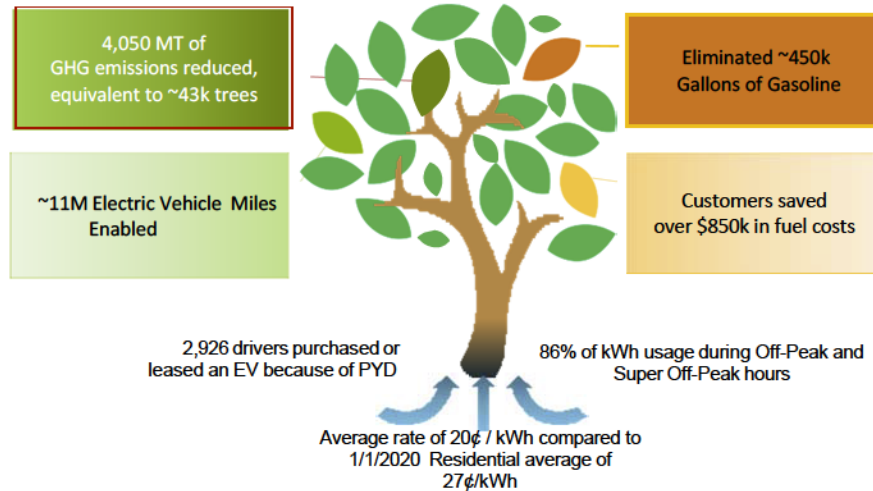 4,050 MT of
GHG emissions reduced,
equivalent to ~43k trees
Eliminated ~450k
Gallons of Gasoline
~11M Electric Vehicle Miles
Enabled
Customers saved
over $850k in fuel costs
2,926 drivers purchased or
leased an EV because of PYD
86% of kWh usage during Off-Peak and
Super Off-Peak hours
Average rate of 20¢ / kWh compared to
1/1/2020 Residential average of
27¢/kWh